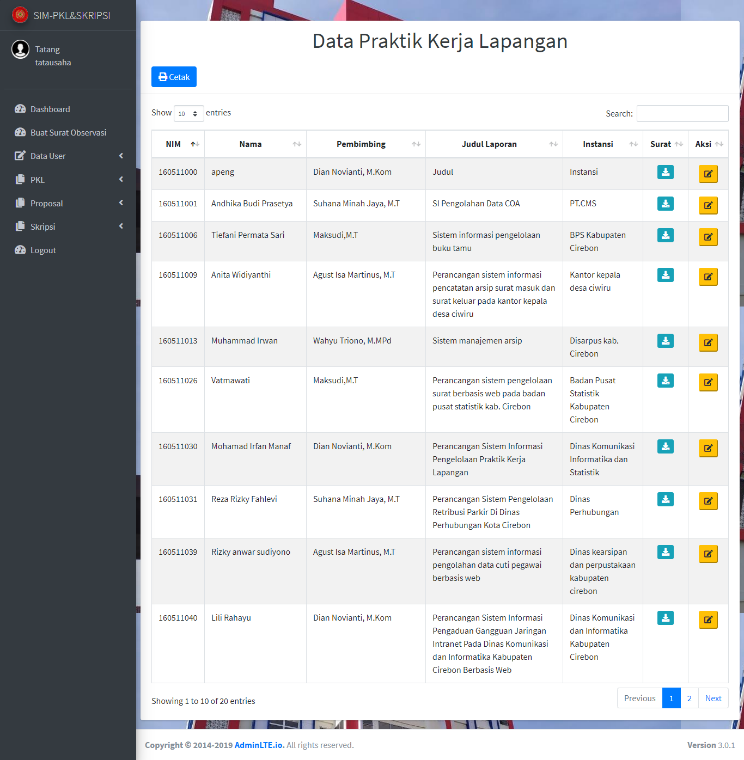 SIM-PKL&SKRIPSI
Tatang
tatausaha
Dashboard
Buat Surat Observasi
Data User
PKL
Proposal
Skripsi
Logout
Data Praktik Kerja Lapangan
Cetak
Show 10 entries
Search:
NIM Nama Pembimbing Judul Laporan Instansi Surat Aksi
160511000 apeng Dian Novianti, M.Kom Judul Instansi
160511001 Andhika Budi Prasetya Suhana Minah Jaya, M.T SI Pengolahan Data COA PT.CMS
160511006 Tiefani Permata Sari Maksudi,M.T Sistem informasi pengelolaan BPS Kabupaten
buku tamu Cirebon
160511009 Anita Widiyanthi Agust Isa Martinus, M.T Perancangan sistem informasi Kantor kepala
pencatatan arsip surat masuk dan desa ciwiru
surat keluar pada kantor kepala
desa ciwiru
160511013 Muhammad Irwan Wahyu Triono, M.MPd Sistem manajemen arsip Disarpus kab.
Cirebon
160511026 Vatmawati Maksudi,M.T Perancangan sistem pengelolaan Badan Pusat
surat berbasis web pada badan Statistik
pusat statistik kab. Cirebon Kabupaten
Cirebon
160511030 Mohamad Irfan Manaf Dian Novianti, M.Kom Perancangan Sistem Informasi Dinas Komunikasi
Pengelolaan Praktik Kerja Informatika dan
Lapangan Statistik
160511031 Reza Rizky Fahlevi Suhana Minah Jaya, M.T Perancangan Sistem Pengelolaan Dinas
Retribusi Parkir Di Dinas Perhubungan
Perhubungan Kota Cirebon
160511039 Rizky anwar sudiyono Agust Isa Martinus, M.T Perancangan sistem informasi Dinas kearsipan
pengolahan data cuti pegawai dan perpustakaan
berbasis web kabupaten
cirebon
160511040 Lili Rahayu Dian Novianti, M.Kom Perancangan Sistem Informasi Dinas Komunikasi
Pengaduan Gangguan Jaringan dan Informatika
Intranet Pada Dinas Komunikasi Kabupaten
dan Informatika Kabupaten Cirebon
Cirebon Berbasis Web
Showing 1 to 10 of 20 entries
Previous 1 2 Next
Copyright © 2014-2019 AdminLTE.io. All rights reserved.
Version 3.0.1